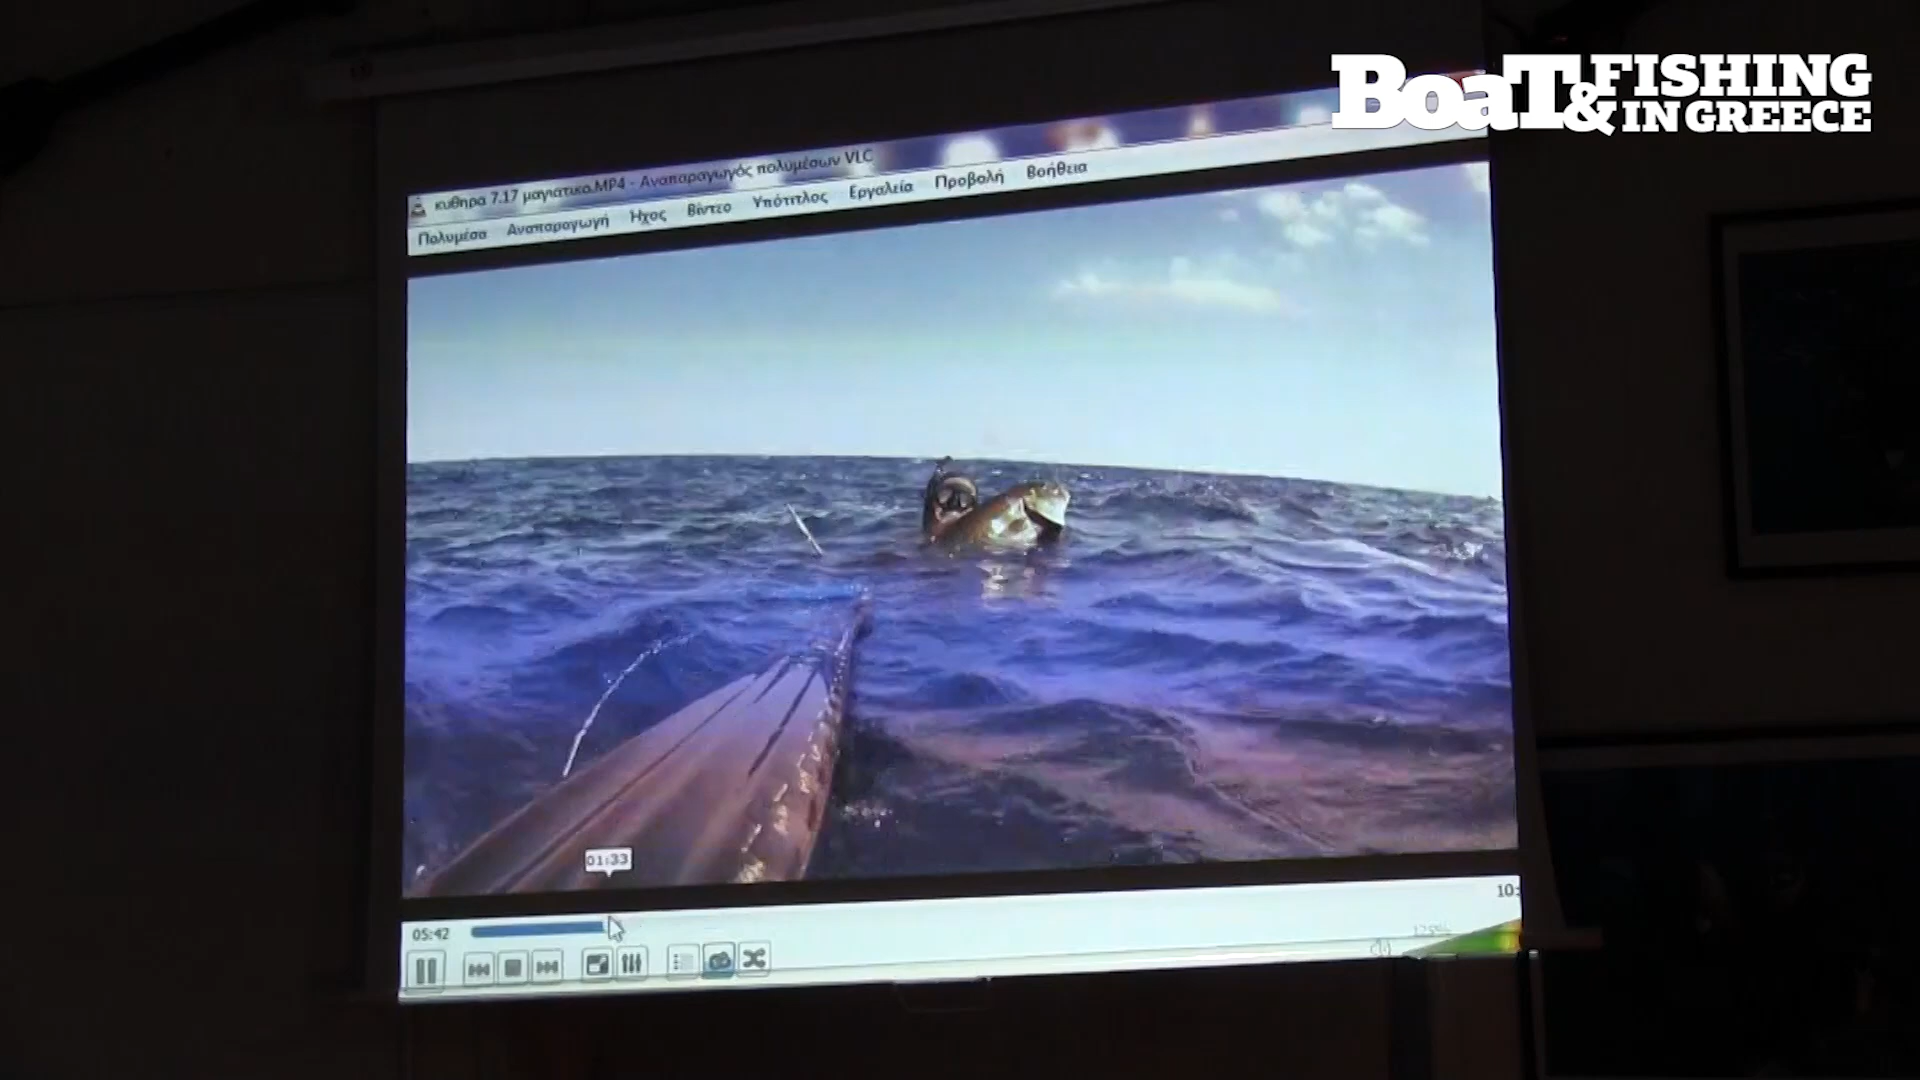 BOAT & FISHING
IN GREECE
κυθηρα 7.17 μαγιατικο.MP4 - Αναπαραγωγός πολυμέσων VLC
Πολυμέσα Αναπαραγωγή Ήχος Βίντεο Υπότιτλος Εργαλεία Προβολή Βοήθεια
01:33
05:42